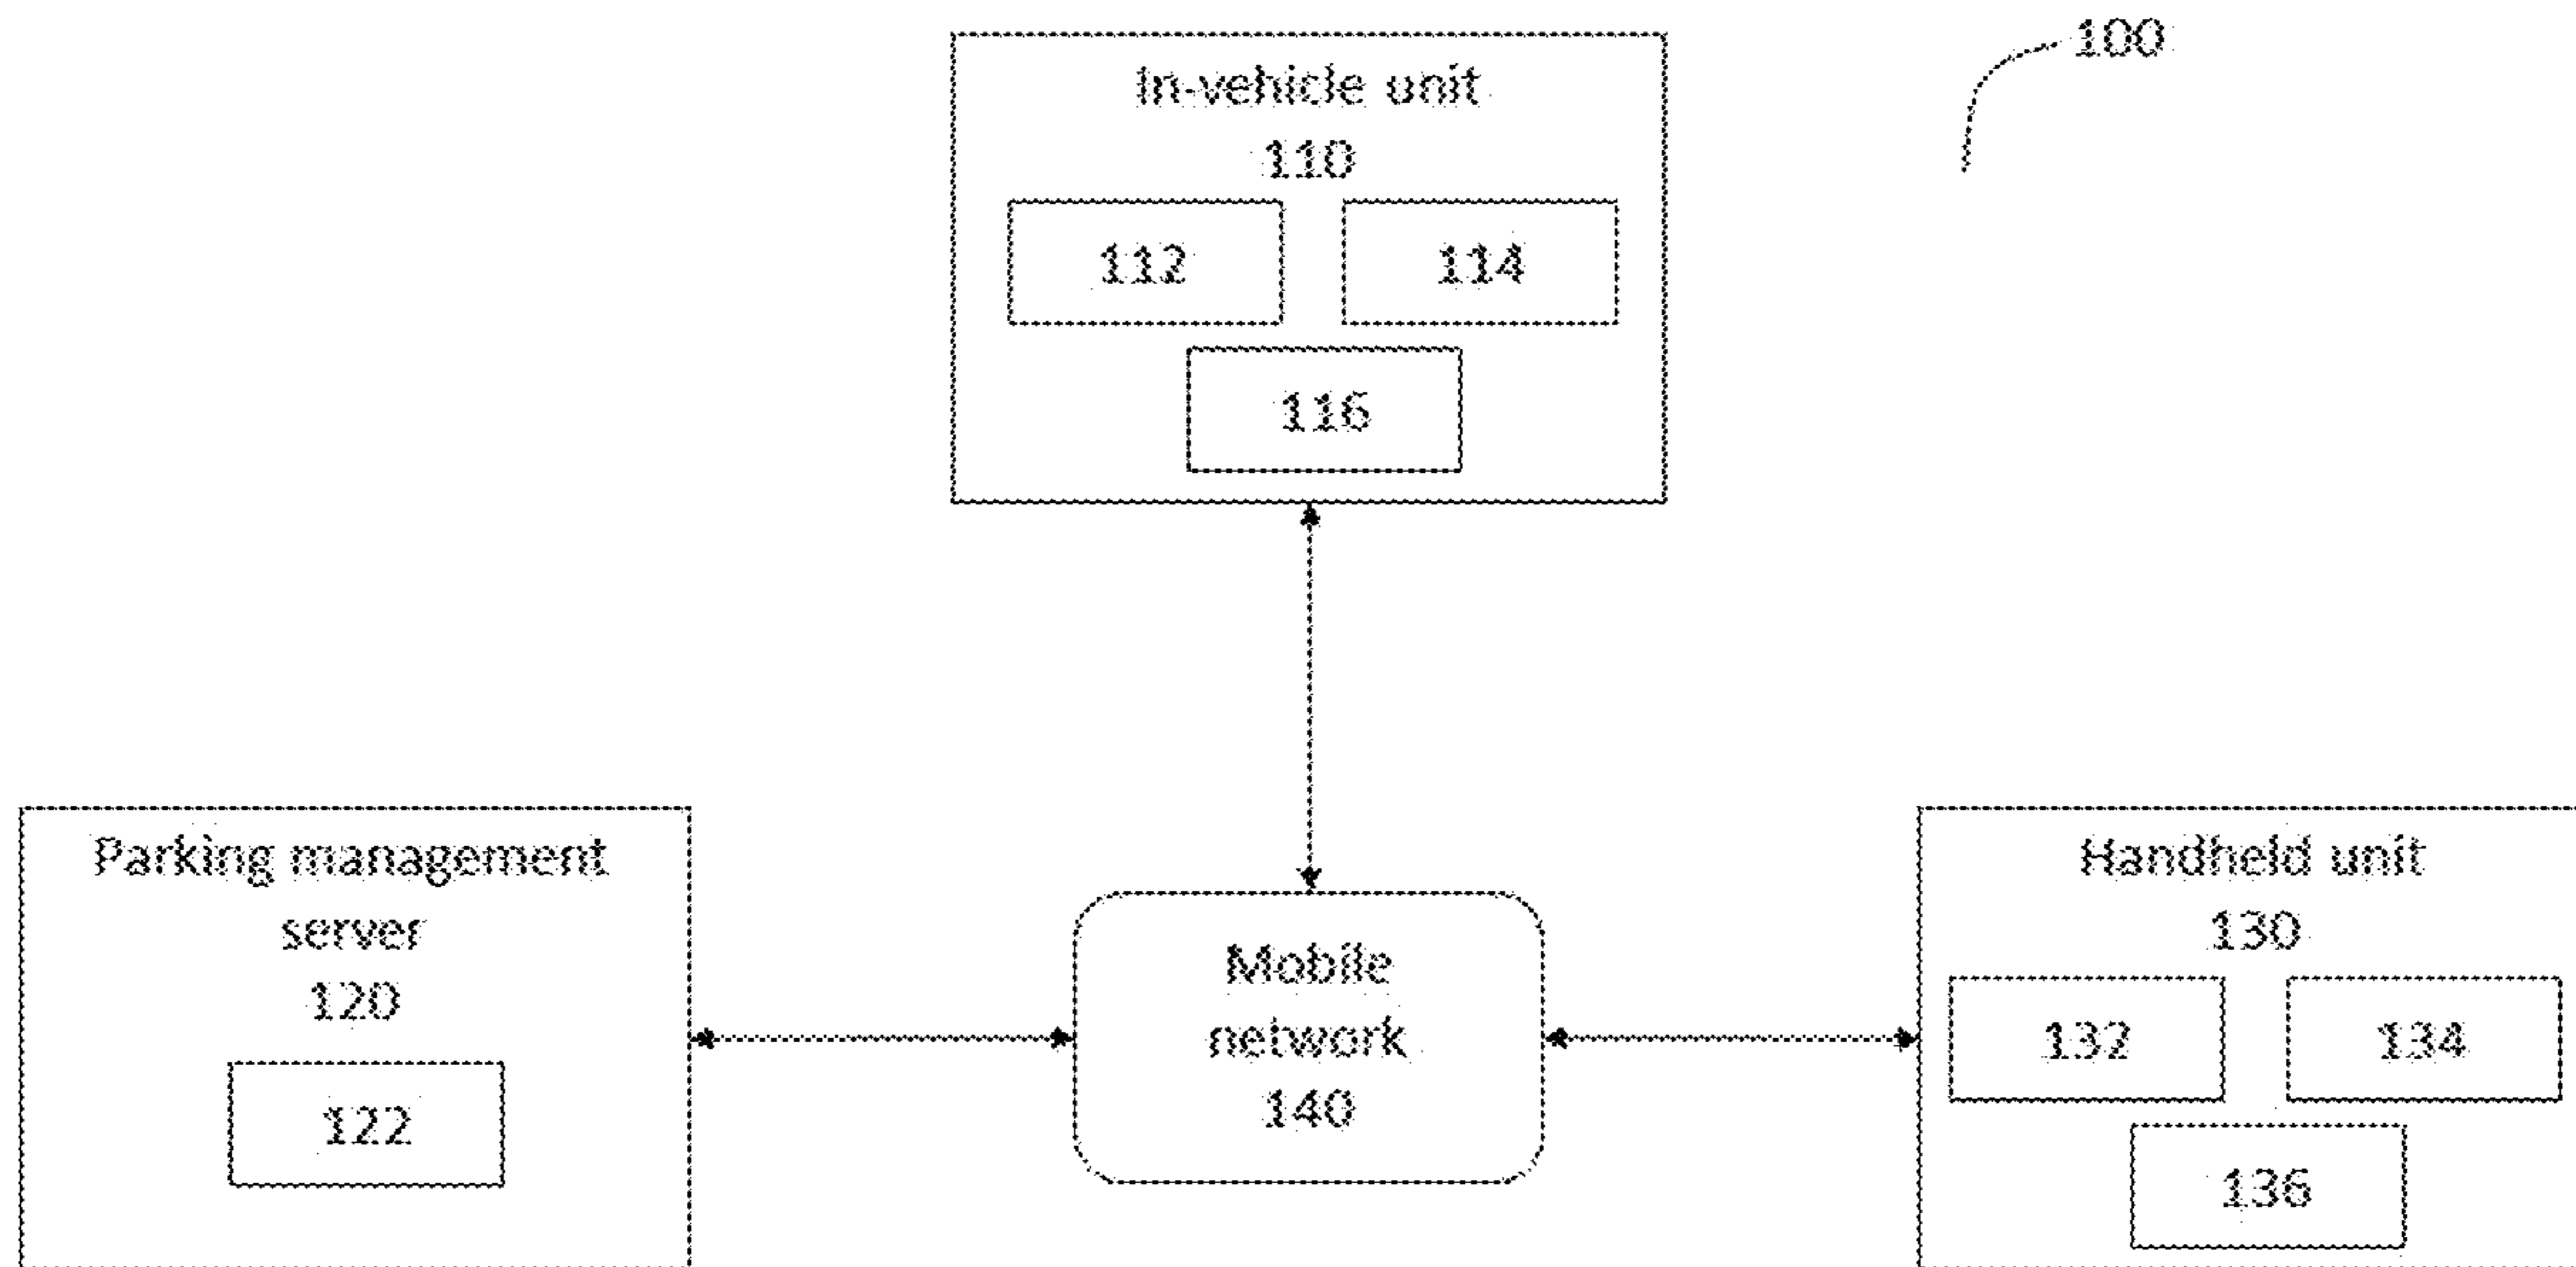 100
In-vehicle unit
110
112
114
116
Parking management
server
120
122
Mobile
network
140
Handheld unit
130
132
134
136